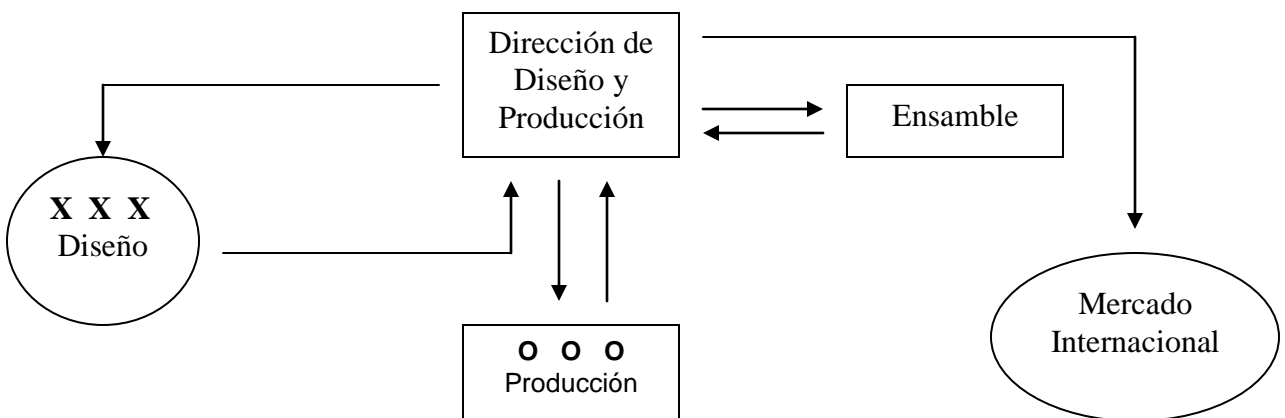 Dirección de
Diseño y
Producción
Ensamble
X X X
Diseño
Mercado
Internacional
O O O
Producción